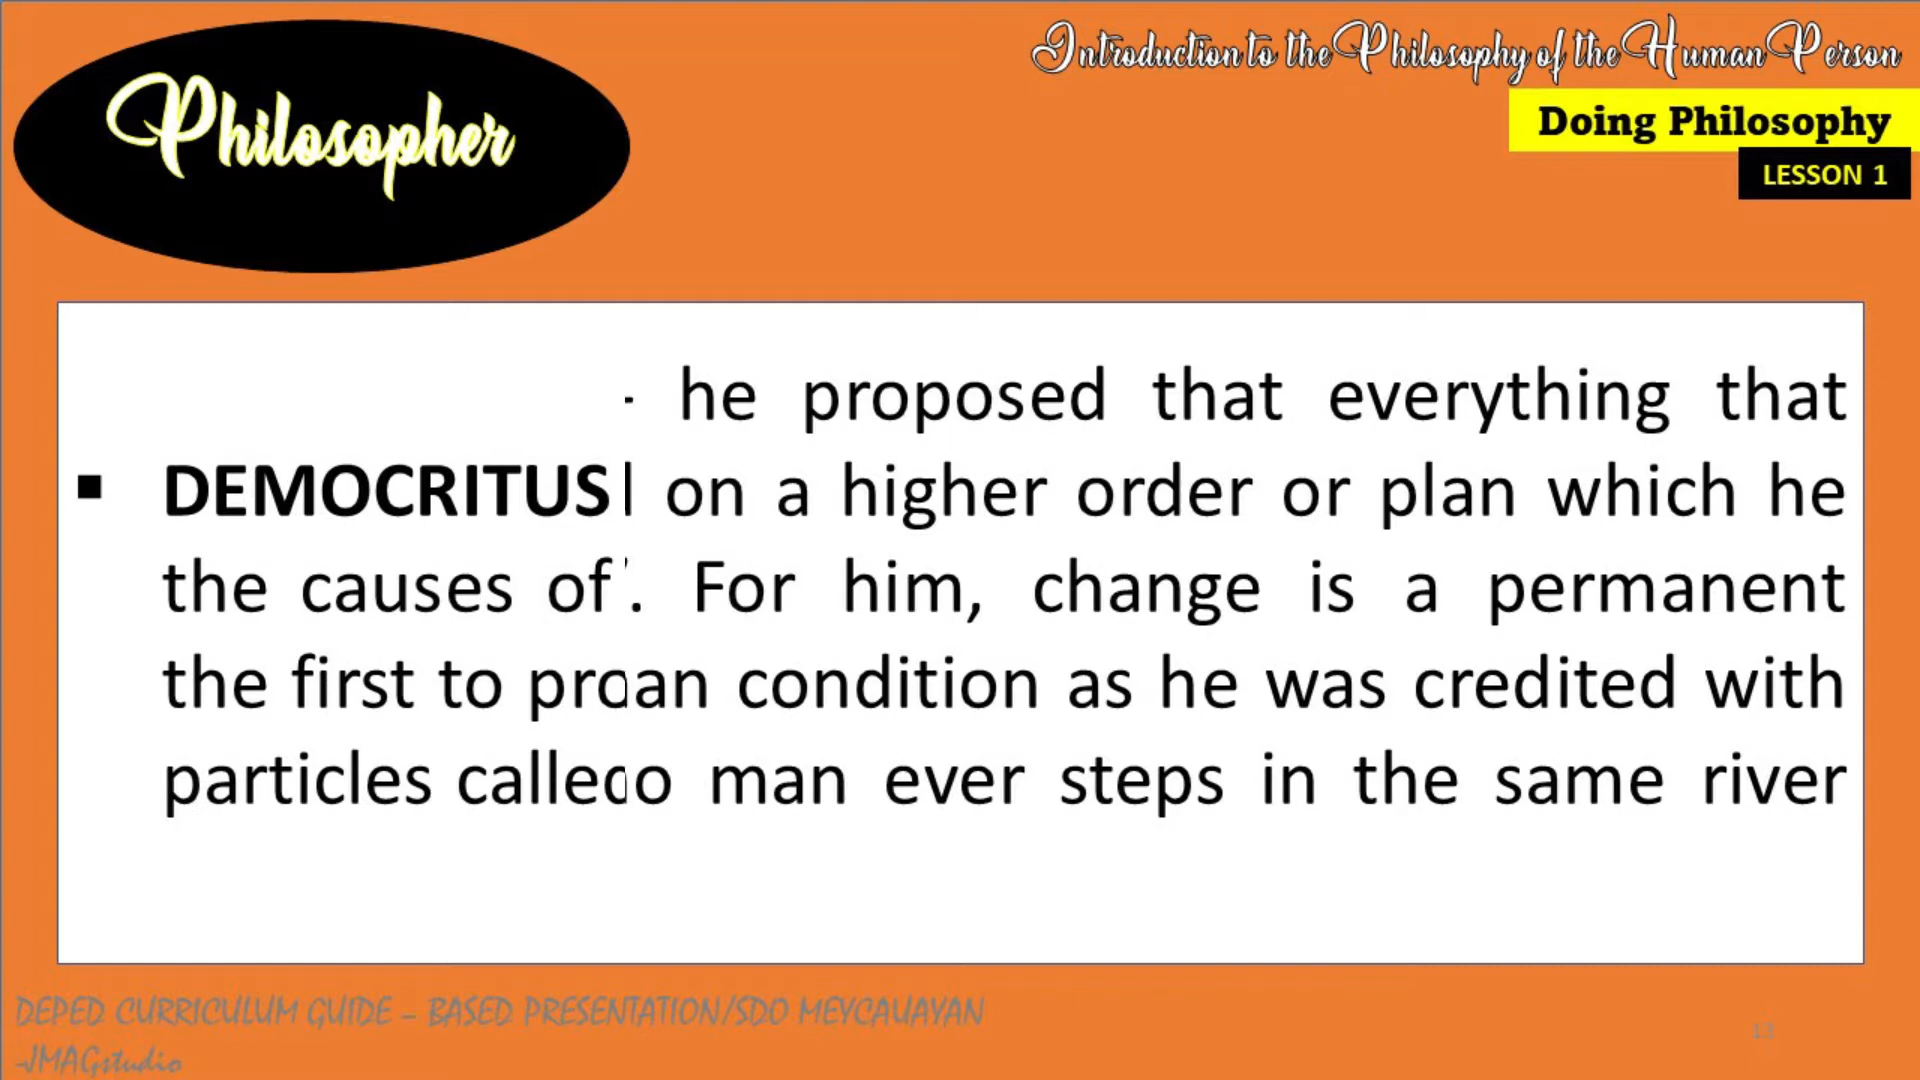 Philosopher
Introduction to the Philosophy of the Human Person
Doing Philosophy
LESSON 1
- he proposed that everything that
▪ DEMOCRITUS on a higher order or plan which he
the causes of . For him, change is a permanent
the first to an condition as he was credited with
particles man ever steps in the same river
DEPED CURRICULUM GUIDE – BASED PRESENTATION/SDO MEYCAUAYAN
-JMAGstudio